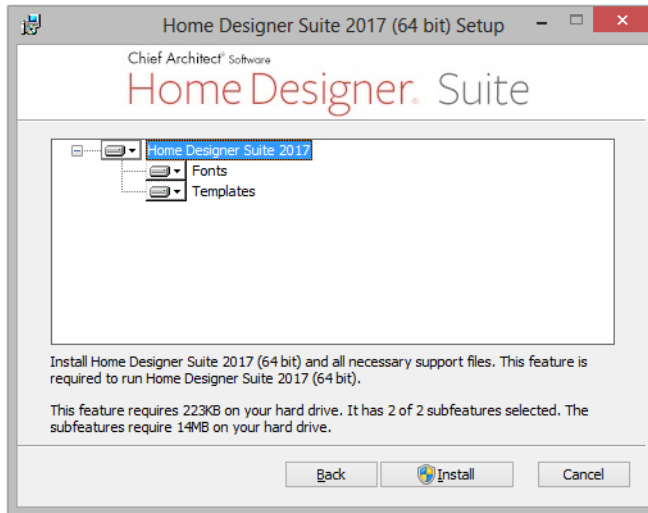 Home Designer Suite 2017 (64 bit) Setup
Chief Architect® Software
Home Designer® Suite
Home Designer Suite 2017
Fonts
Templates
Install Home Designer Suite 2017 (64 bit) and all necessary support files. This feature is
required to run Home Designer Suite 2017 (64 bit).
This feature requires 223KB on your hard drive. It has 2 of 2 subfeatures selected. The
subfeatures require 14MB on your hard drive.
Back Install Cancel